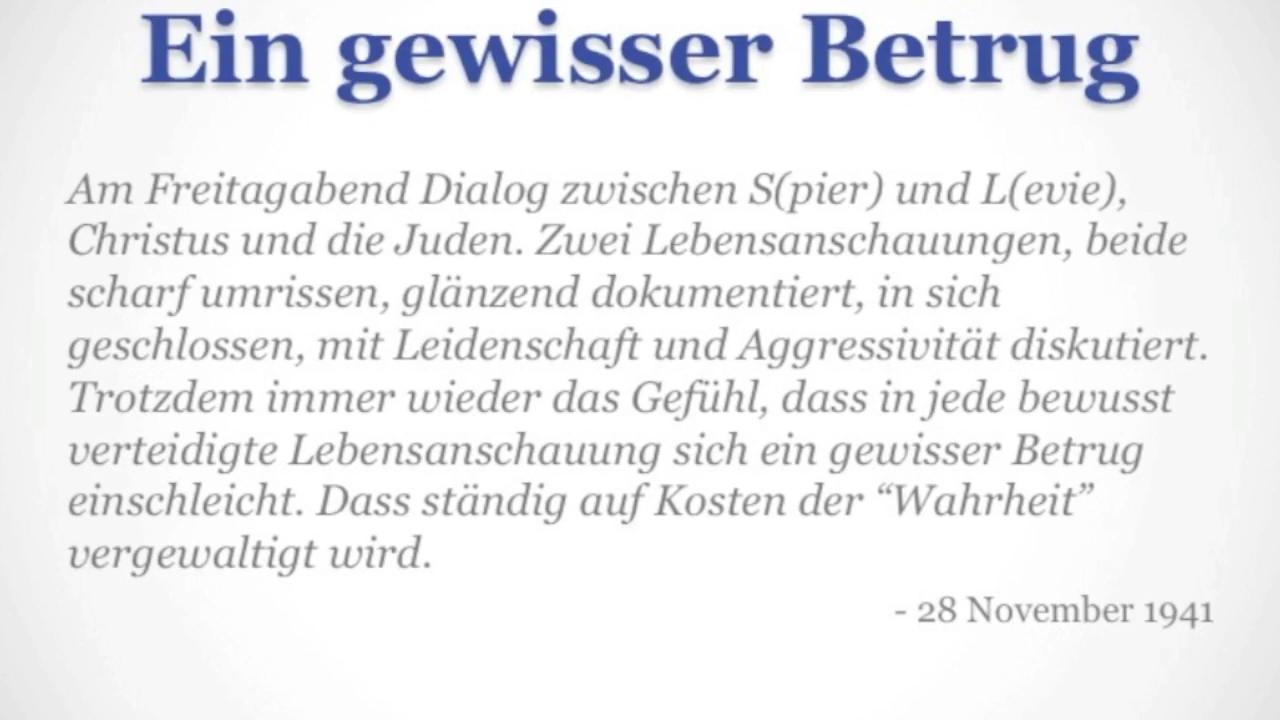 Ein gewisser Betrug
Am Freitagabend Dialog zwischen S(pier) und L(evie),
Christus und die Juden. Zwei Lebensanschauungen, beide
scharf umrissen, glänzend dokumentiert, in sich
geschlossen, mit Leidenschaft und Aggressivität diskutiert.
Trotzdem immer wieder das Gefühl, dass in jede bewusst
verteidigte Lebensanschauung sich ein gewisser Betrug
einschleicht. Dass ständig auf Kosten der “Wahrheit”
vergewaltigt wird.
- 28 November 1941